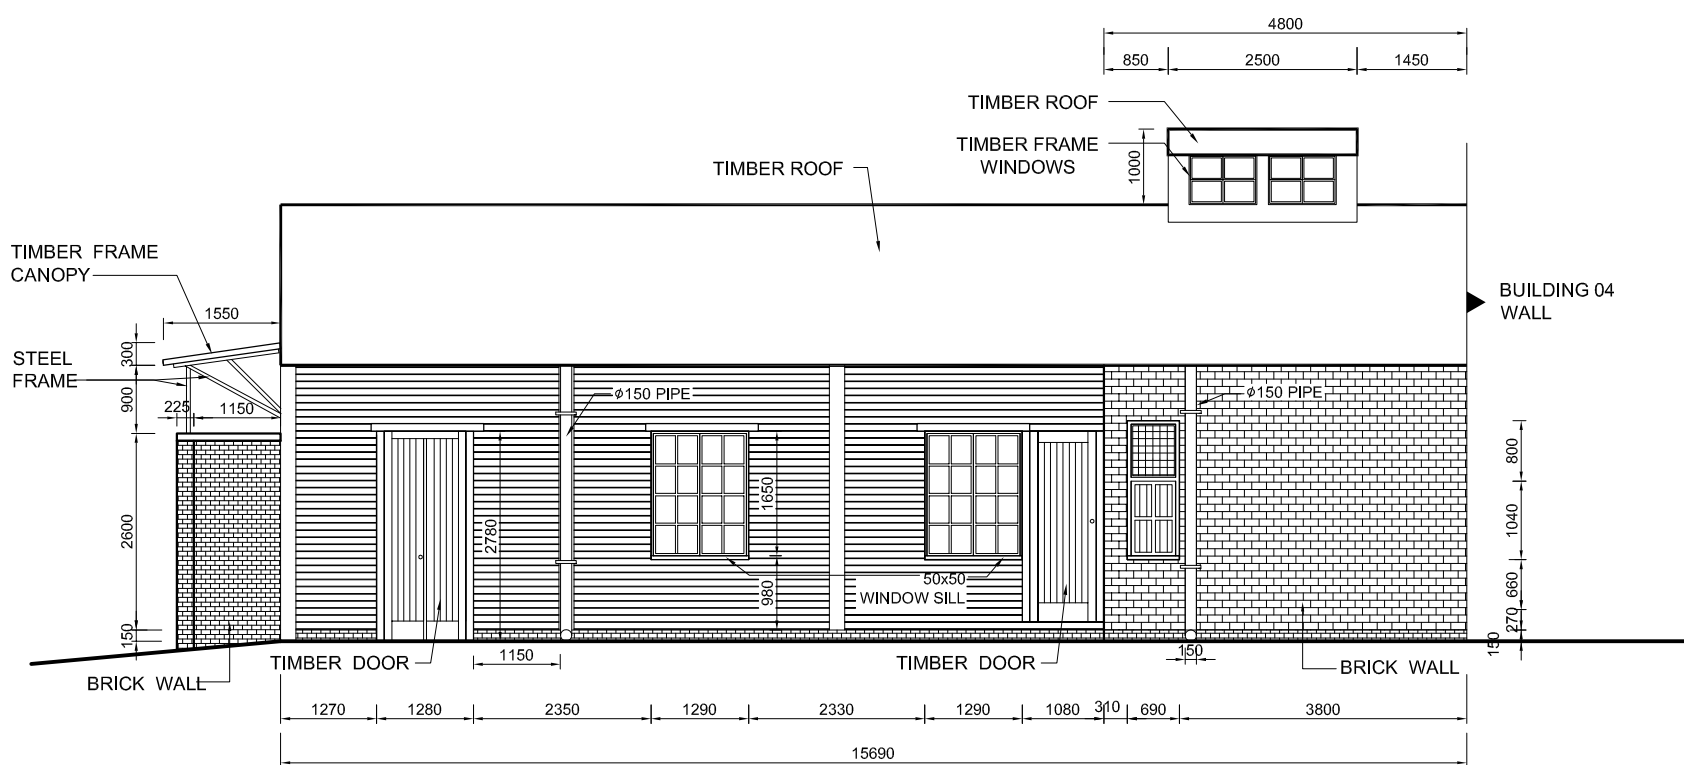 4800
850
2500
1450
TIMBER ROOF
TIMBER FRAME
WINDOWS
1000
TIMBER ROOF
TIMBER FRAME
CANOPY
BUILDING 04
WALL
1550
300
STEEL
FRAME
900
225
1150
ø150 PIPE
ø150 PIPE
800
1650
2600
2780
1040
50x50
WINDOW SILL
980
660
270
150
150
TIMBER DOOR
1150
TIMBER DOOR
150
BRICK WALL
BRICK WALL
1270
1280
2350
1290
2330
1290
1080
310
690
3800
15690